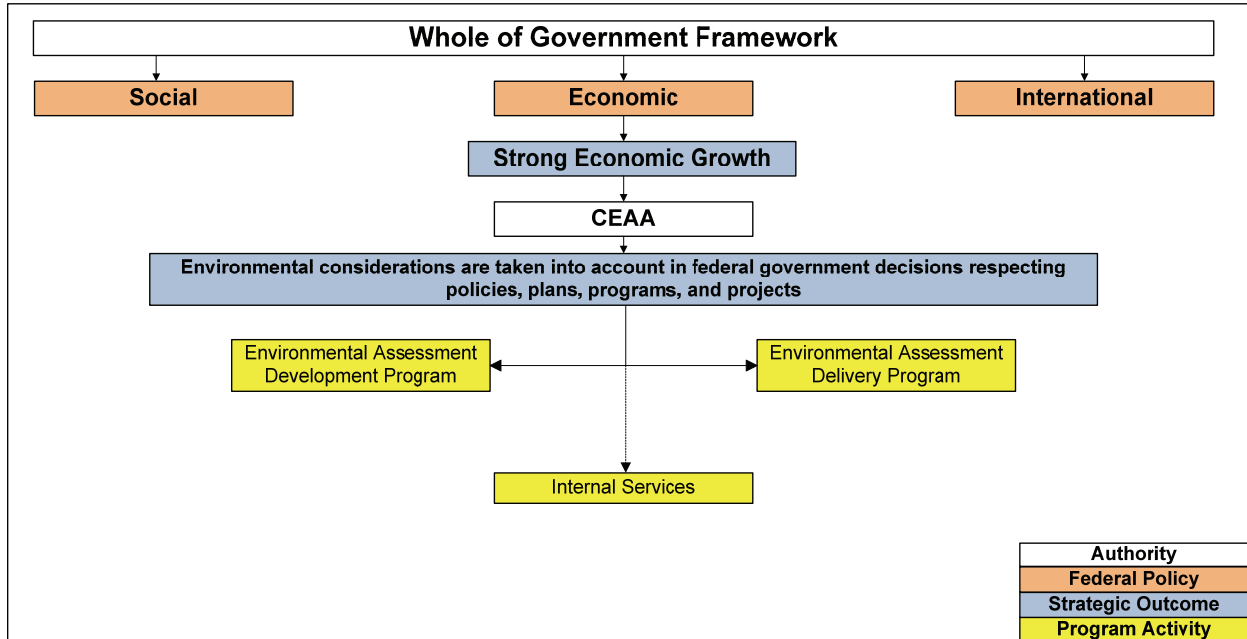 Whole of Government Framework
Social
Economic
International
Strong Economic Growth
CEAA
Environmental considerations are taken into account in federal government decisions respecting
policies, plans, programs, and projects
Environmental Assessment
Development Program
Environmental Assessment
Delivery Program
Internal Services
Authority
Federal Policy
Strategic Outcome
Program Activity